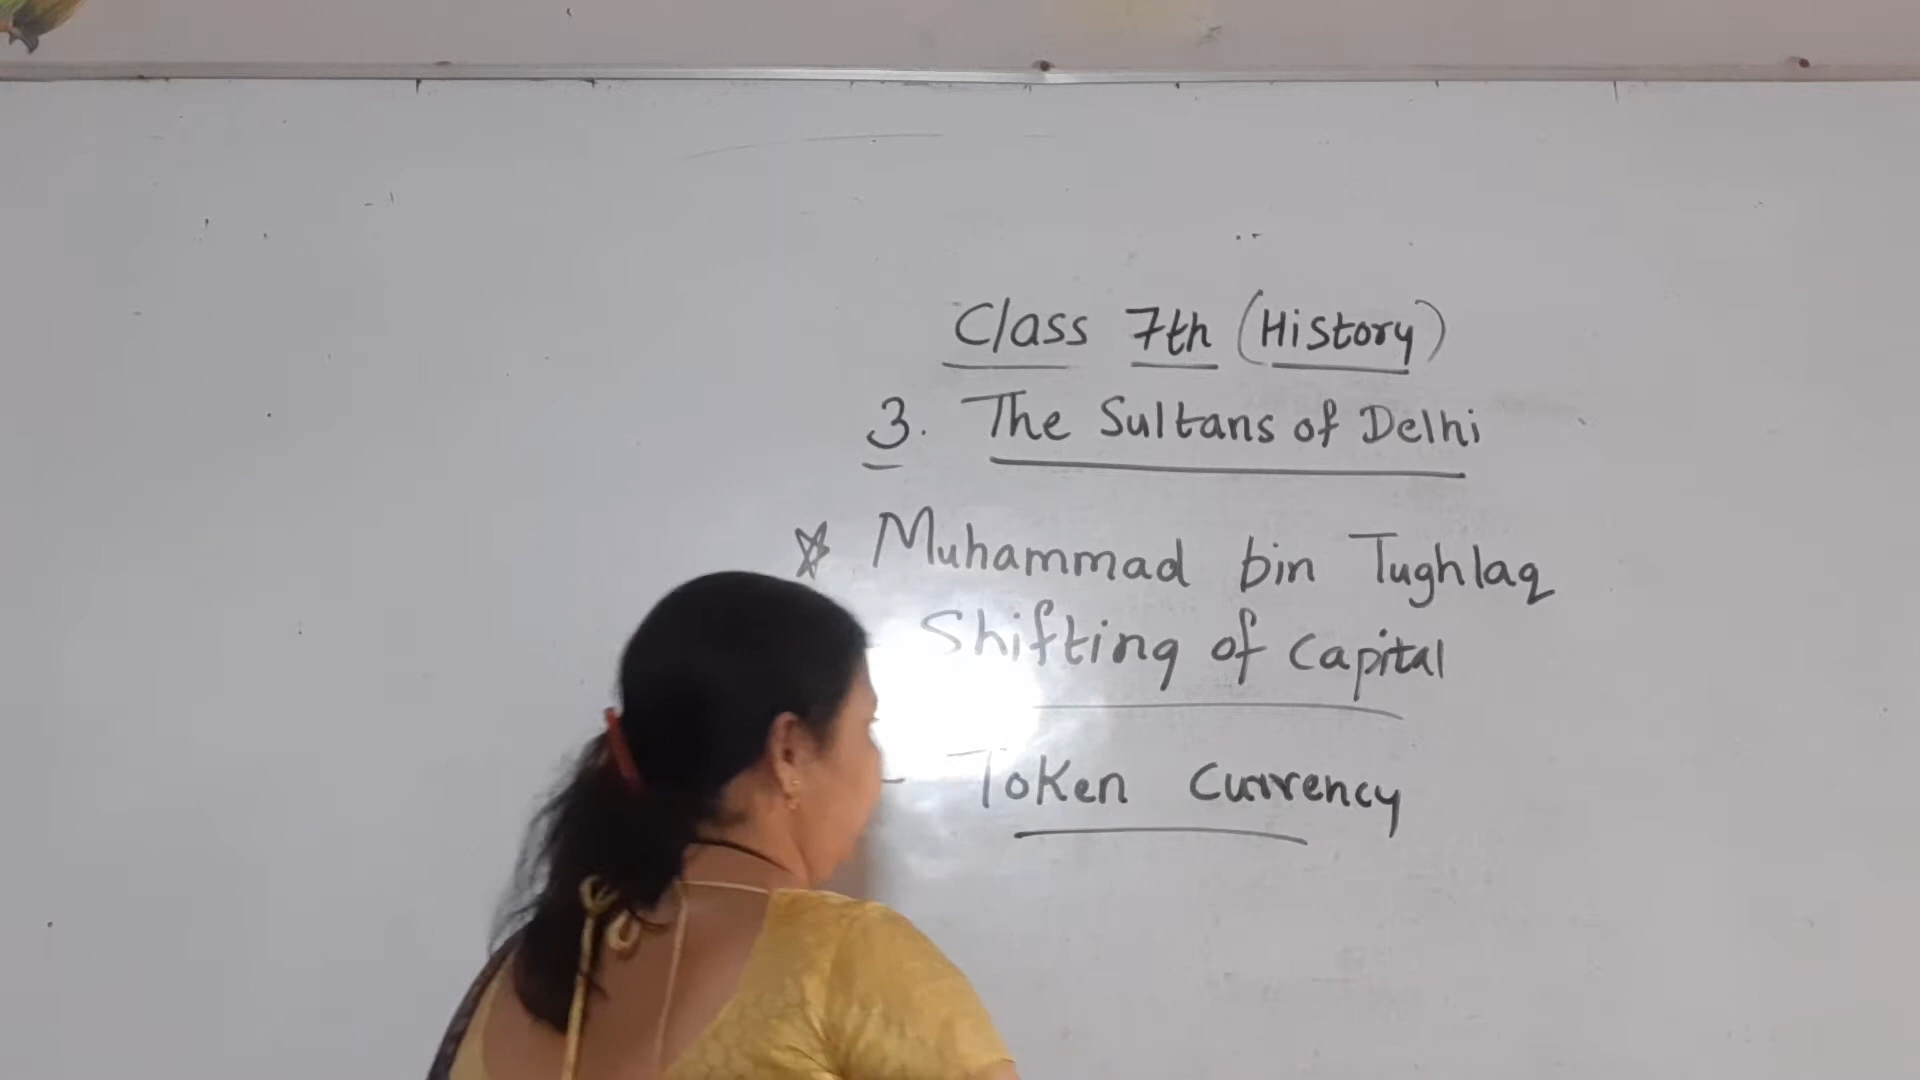 Class 7th (History)
3. The Sultans of Delhi
☆ Muhammad bin Tughlaq
- Shifting of Capital
- Token Currency